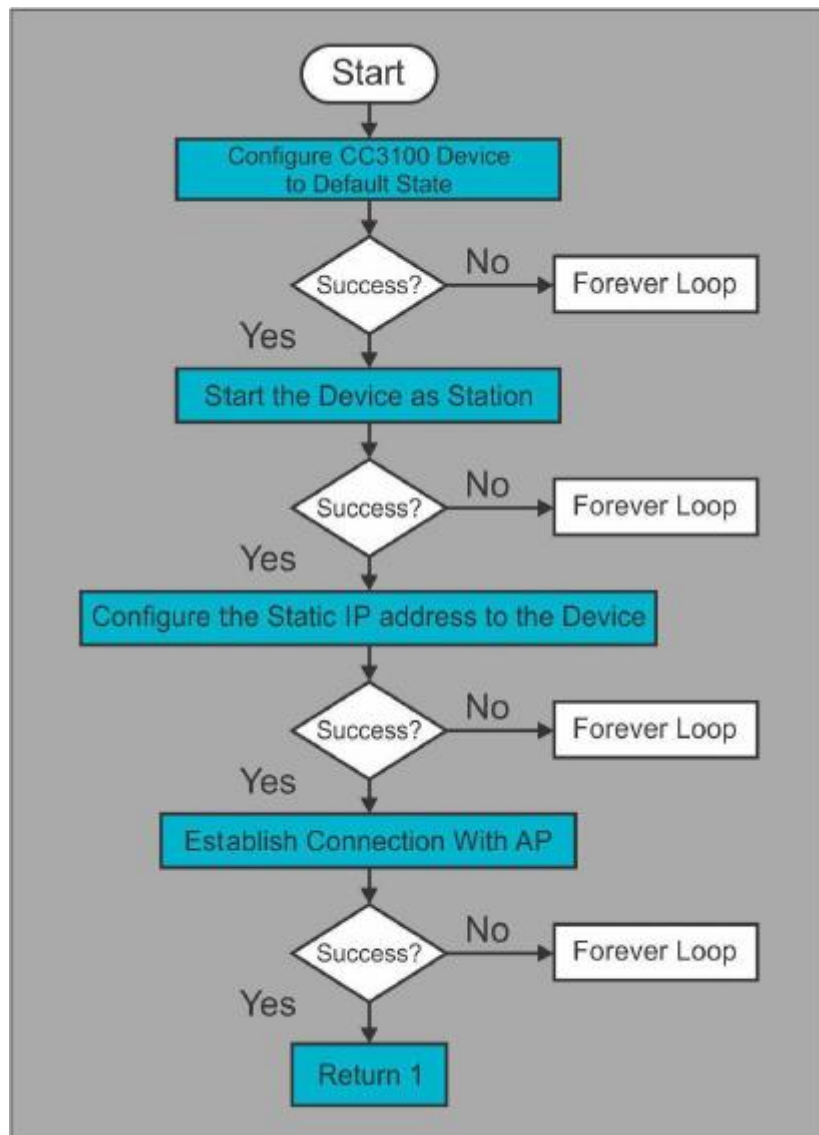 Start
Configure CC3100 Device
to Default State
Success?
No
Forever Loop
Yes
Start the Device as Station
Success?
No
Forever Loop
Yes
Configure the Static IP address to the Device
Success?
No
Forever Loop
Yes
Establish Connection With AP
Success?
No
Forever Loop
Yes
Return 1